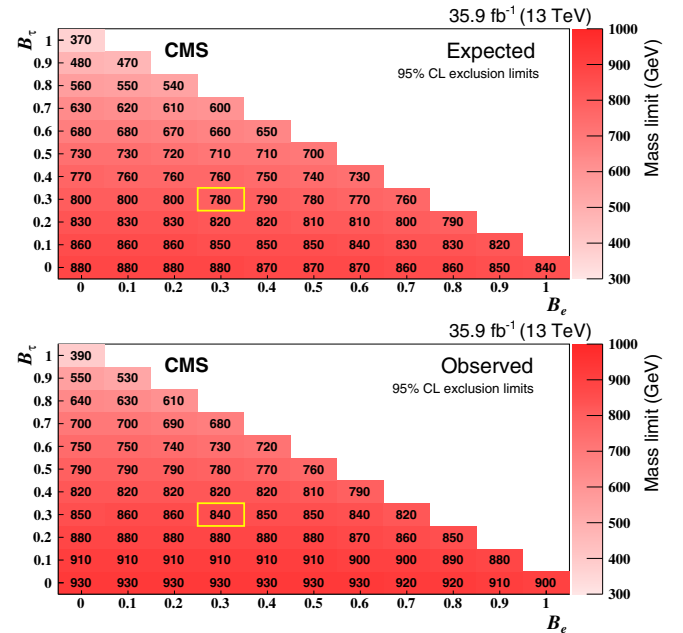 35.9 fb⁻¹ (13 TeV)
CMS
Expected
95% CL exclusion limits
B_τ
1 370
0.9 480 470
0.8 560 550 540
0.7 630 620 610 600
0.6 680 680 670 660 650
0.5 730 730 720 710 710 700
0.4 770 760 760 760 750 740 730
0.3 800 800 800 780 790 780 770 760
0.2 830 830 830 820 820 810 810 800 790
0.1 860 860 860 850 850 850 840 830 830 820
0 880 880 880 880 870 870 870 860 860 850 840
0 0.1 0.2 0.3 0.4 0.5 0.6 0.7 0.8 0.9 1
B_e
1000
900
800
700
600
500
400
300
Mass limit (GeV)
35.9 fb⁻¹ (13 TeV)
CMS
Observed
95% CL exclusion limits
B_τ
1 390
0.9 550 530
0.8 640 630 610
0.7 700 700 690 680
0.6 750 750 740 730 720
0.5 790 790 790 780 770 760
0.4 820 820 820 820 820 810 790
0.3 850 860 860 840 850 850 840 820
0.2 880 880 880 880 880 880 870 860 850
0.1 910 910 910 910 910 910 900 900 890 880
0 930 930 930 930 930 930 930 920 920 910 900
0 0.1 0.2 0.3 0.4 0.5 0.6 0.7 0.8 0.9 1
B_e
1000
900
800
700
600
500
400
300
Mass limit (GeV)